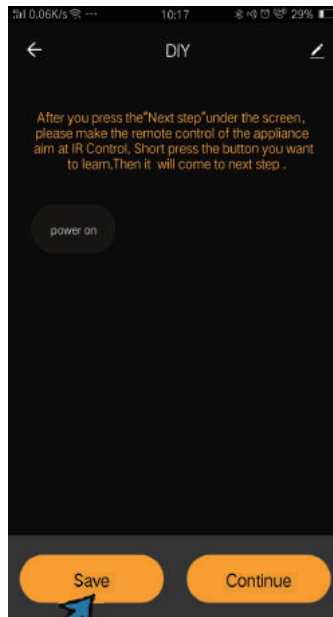 0.06K/s ... 10:17 29%
DIY
After you press the"Next step"under the screen,
please make the remote control of the appliance
aim at IR Control, Short press the button you want
to learn.Then it will come to next step .
power on
Save Continue